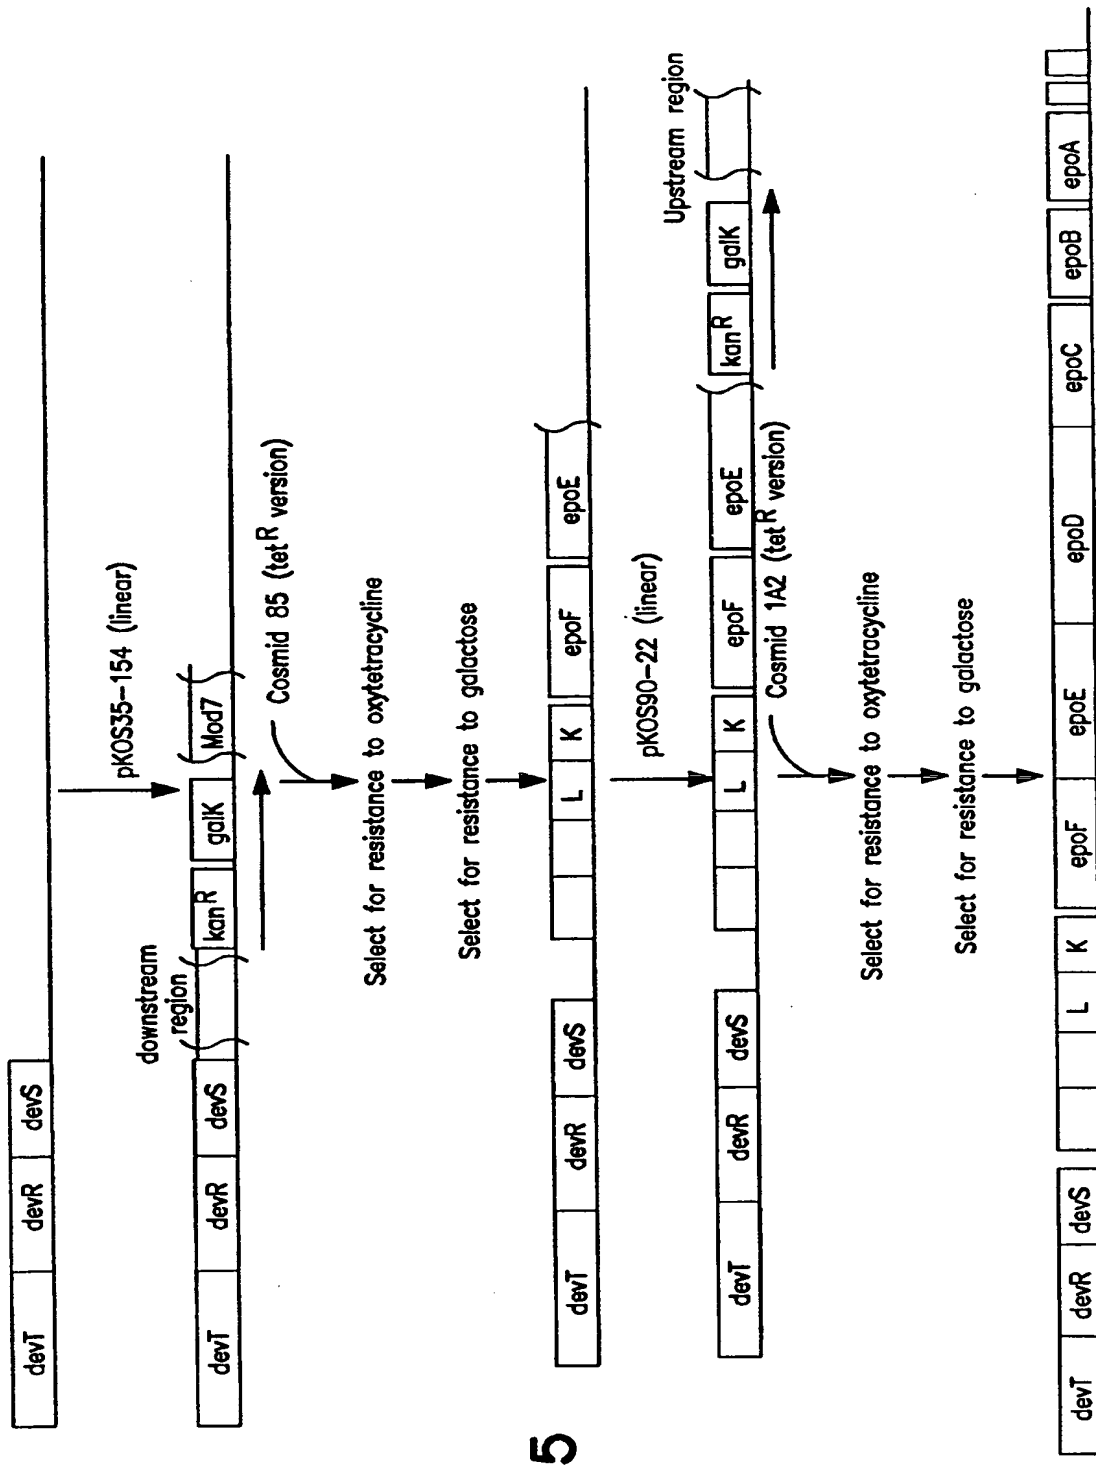 devT devR devS
pKOS35-154 (linear)
downstream
region
devT devR devS kanR galK Mod7
Cosmid 85 (tetR version)
Select for resistance to oxytetracycline
Select for resistance to galactose
devT devR devS L K epoF epoE
pKOS90-22 (linear)
Upstream region
devT devR devS L K epoF epoE kanR galK
Cosmid 1A2 (tetR version)
Select for resistance to oxytetracycline
Select for resistance to galactose
devT devR devS L K epoF epoE epoD epoC epoB epoA
5